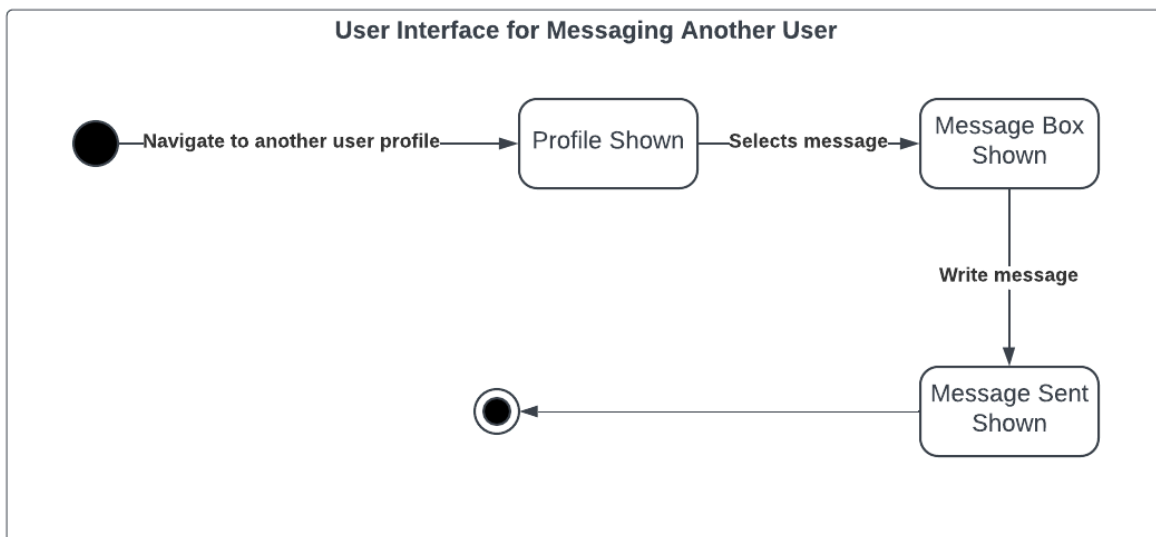 User Interface for Messaging Another User
Navigate to another user profile
Profile Shown
Selects message
Message Box
Shown
Write message
Message Sent
Shown